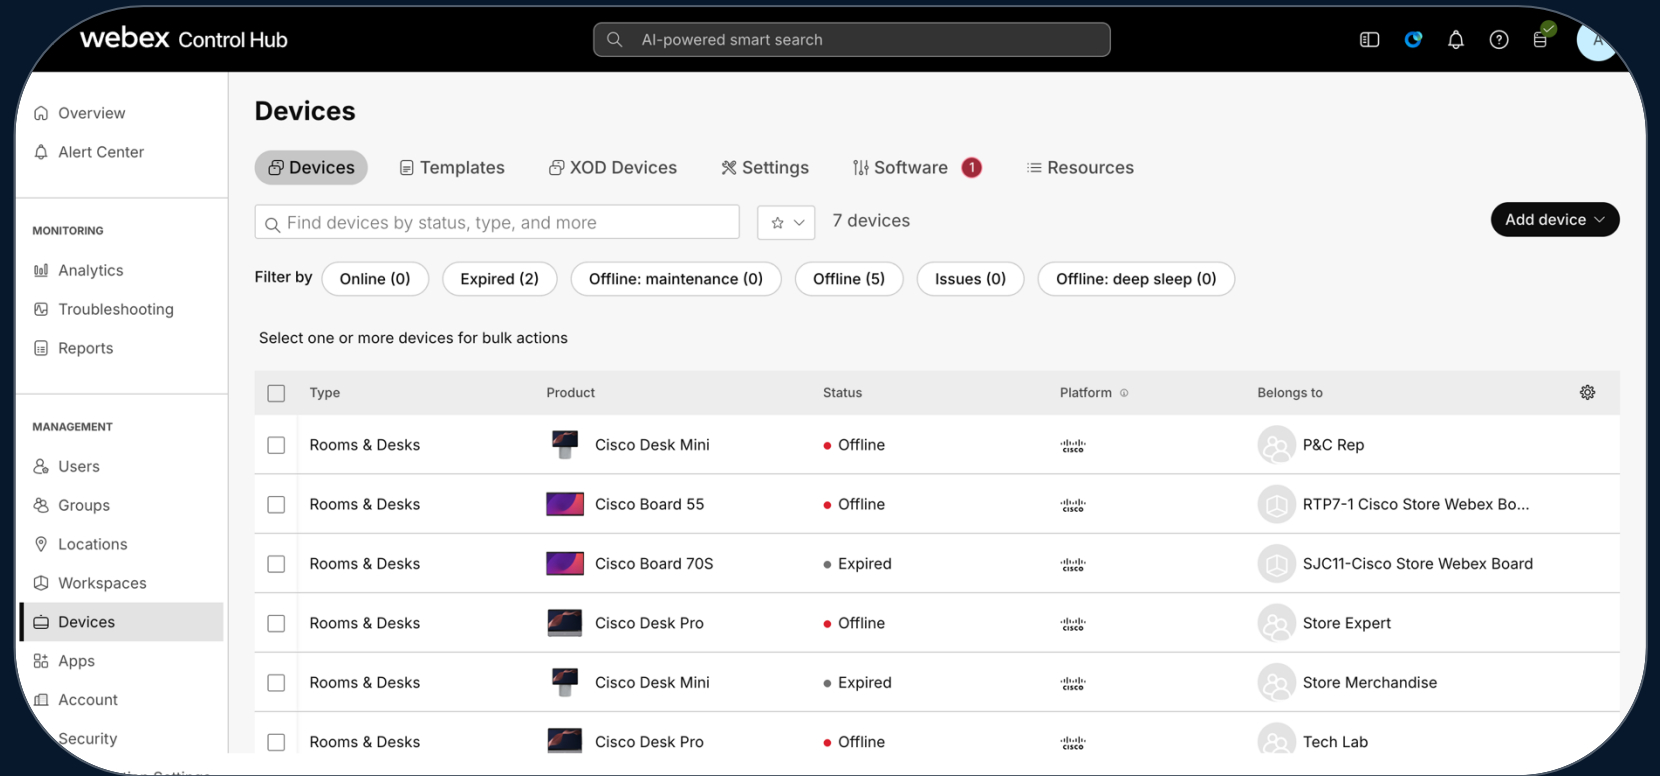 webex Control Hub
AI-powered smart search
A
Overview
Alert Center
MONITORING
Analytics
Troubleshooting
Reports
MANAGEMENT
Users
Groups
Locations
Workspaces
Devices
Apps
Account
Security
Devices
Devices
Templates
XOD Devices
Settings
Software 1
Resources
Find devices by status, type, and more
7 devices
Add device
Filter by
Online (0)
Expired (2)
Offline: maintenance (0)
Offline (5)
Issues (0)
Offline: deep sleep (0)
Select one or more devices for bulk actions
Type Product Status Platform Belongs to
Rooms & Desks Cisco Desk Mini Offline CISCO P&C Rep
Rooms & Desks Cisco Board 55 Offline CISCO RTP7-1 Cisco Store Webex Bo...
Rooms & Desks Cisco Board 70S Expired CISCO SJC11-Cisco Store Webex Board
Rooms & Desks Cisco Desk Pro Offline CISCO Store Expert
Rooms & Desks Cisco Desk Mini Expired CISCO Store Merchandise
Rooms & Desks Cisco Desk Pro Offline CISCO Tech Lab